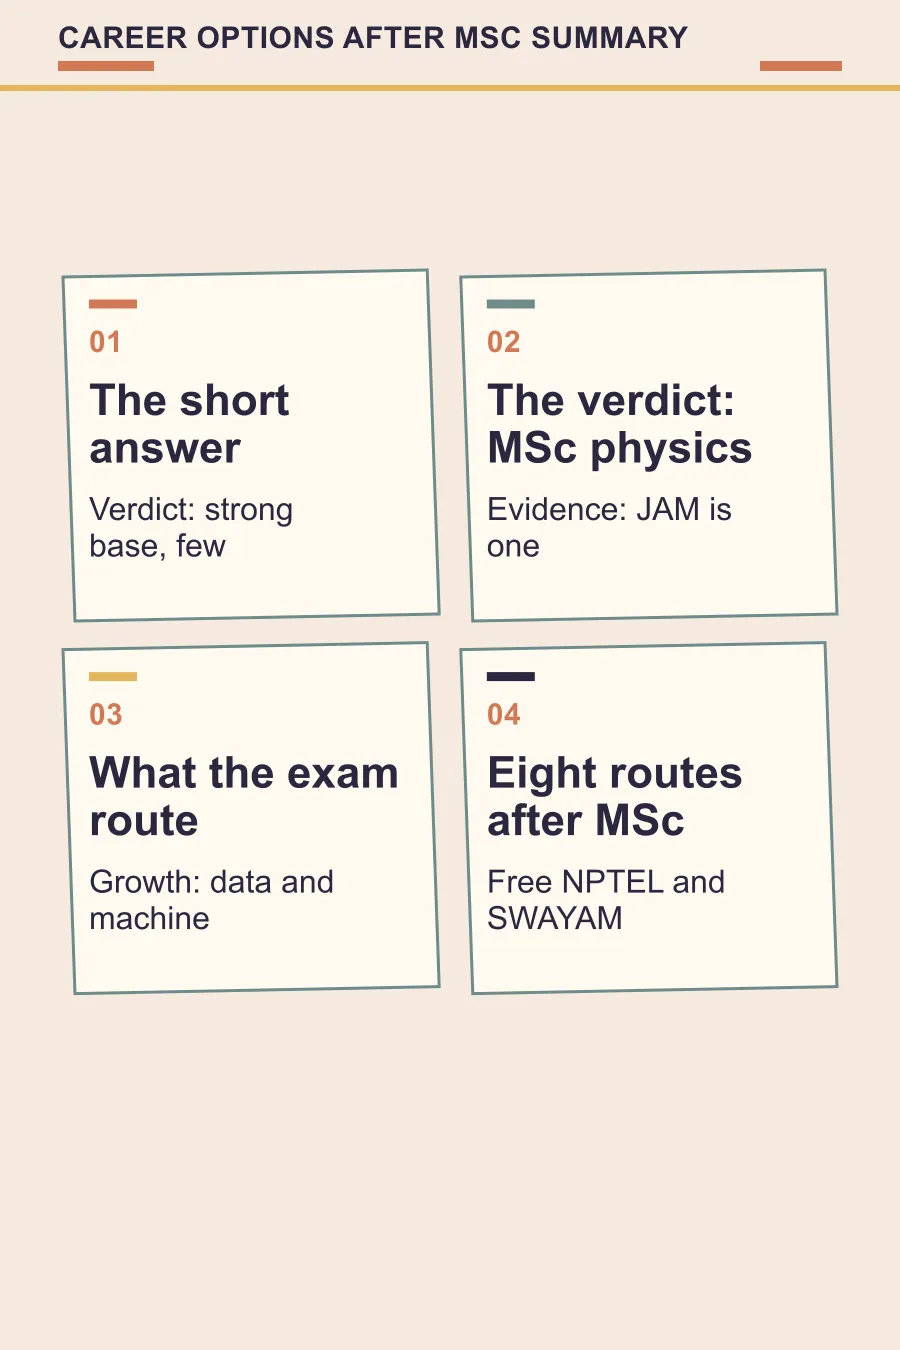 CAREER OPTIONS AFTER MSC SUMMARY
01
The short
answer
Verdict: strong
base, few
02
The verdict:
MSc physics
Evidence: JAM is
one
03
What the exam
route
Growth: data and
machine
04
Eight routes
after MSc
Free NPTEL and
SWAYAM